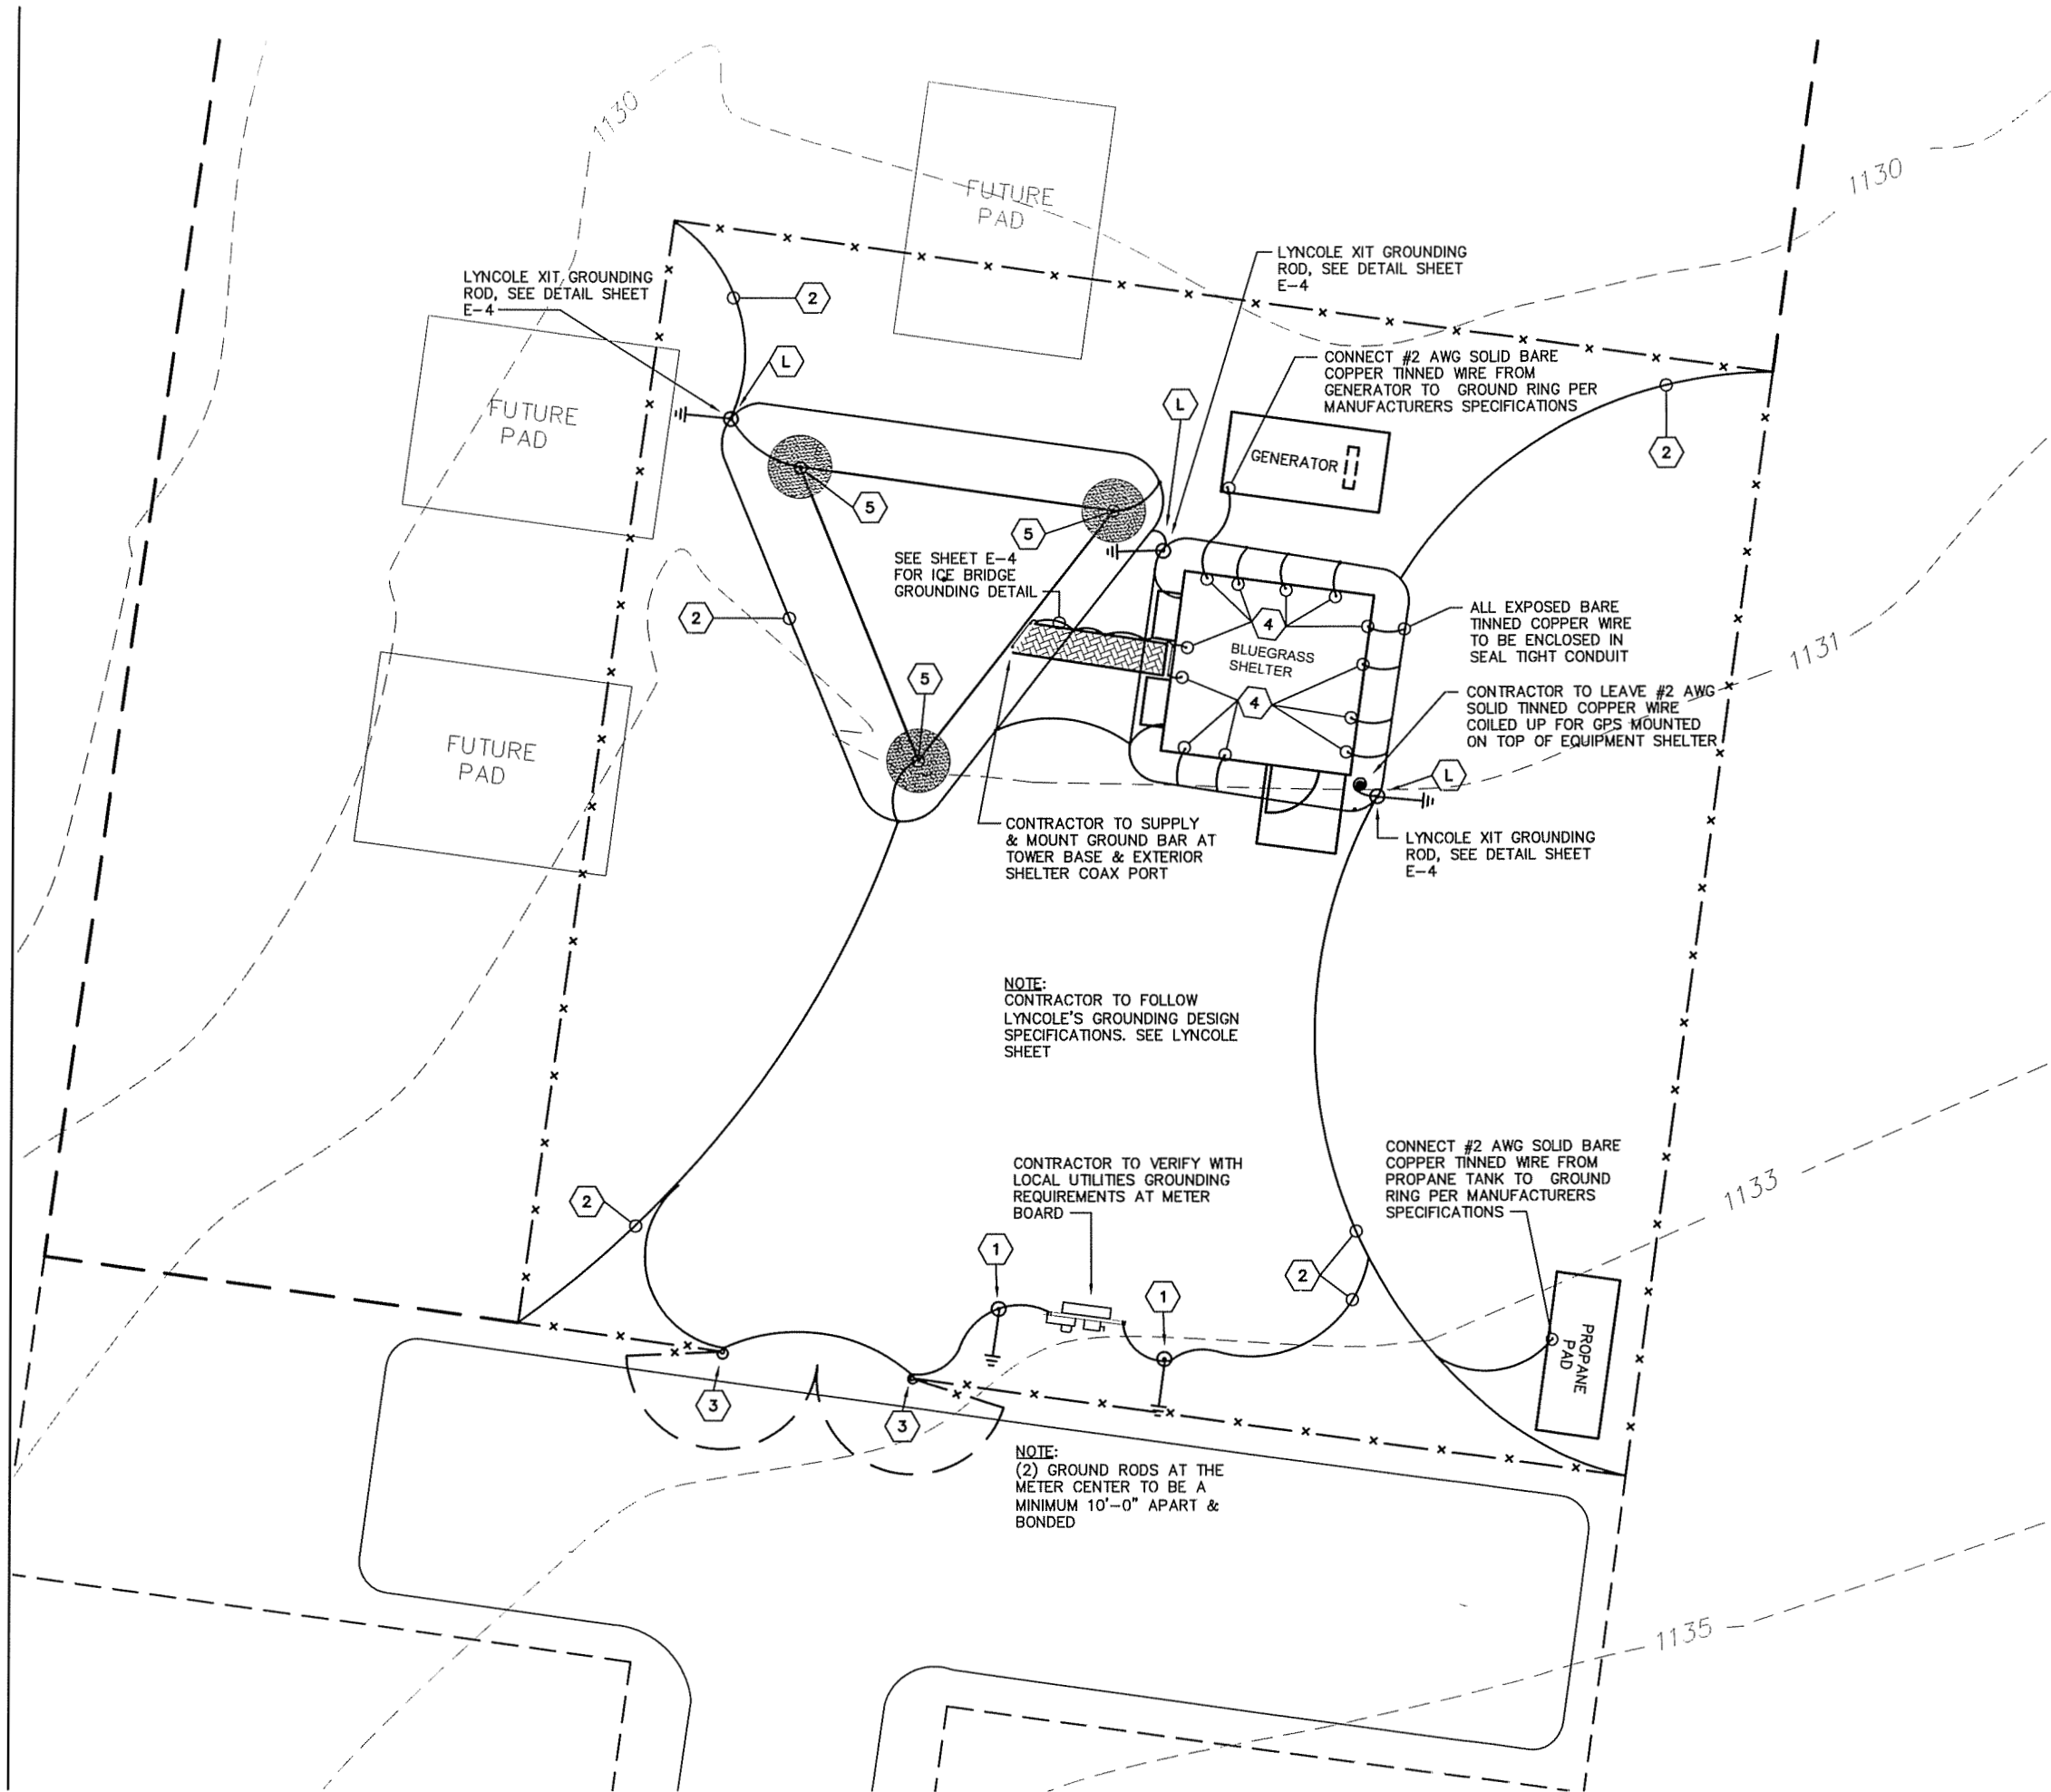 1130
FUTURE
PAD
1130
LYNCOLE XIT GROUNDING
ROD, SEE DETAIL SHEET
E-4
LYNCOLE XIT GROUNDING
ROD, SEE DETAIL SHEET
E-4
2
L
CONNECT #2 AWG SOLID BARE
COPPER TINNED WIRE FROM
GENERATOR TO GROUND RING PER
MANUFACTURERS SPECIFICATIONS
FUTURE
PAD
L
2
GENERATOR
5
5
SEE SHEET E-4
FOR ICE BRIDGE
GROUNDING DETAIL
2
4
BLUEGRASS
SHELTER
4
ALL EXPOSED BARE
TINNED COPPER WIRE
TO BE ENCLOSED IN
SEAL TIGHT CONDUIT
1131
5
CONTRACTOR TO LEAVE #2 AWG
SOLID TINNED COPPER WIRE
COILED UP FOR GPS MOUNTED
ON TOP OF EQUIPMENT SHELTER
FUTURE
PAD
L
CONTRACTOR TO SUPPLY
& MOUNT GROUND BAR AT
TOWER BASE & EXTERIOR
SHELTER COAX PORT
LYNCOLE XIT GROUNDING
ROD, SEE DETAIL SHEET
E-4
NOTE:
CONTRACTOR TO FOLLOW
LYNCOLE'S GROUNDING DESIGN
SPECIFICATIONS. SEE LYNCOLE
SHEET
CONTRACTOR TO VERIFY WITH
LOCAL UTILITIES GROUNDING
REQUIREMENTS AT METER
BOARD
CONNECT #2 AWG SOLID BARE
COPPER TINNED WIRE FROM
PROPANE TANK TO GROUND
RING PER MANUFACTURERS
SPECIFICATIONS
1133
2
1
1
2
PROPANE
PAD
3
3
NOTE:
(2) GROUND RODS AT THE
METER CENTER TO BE A
MINIMUM 10'-0" APART &
BONDED
1135